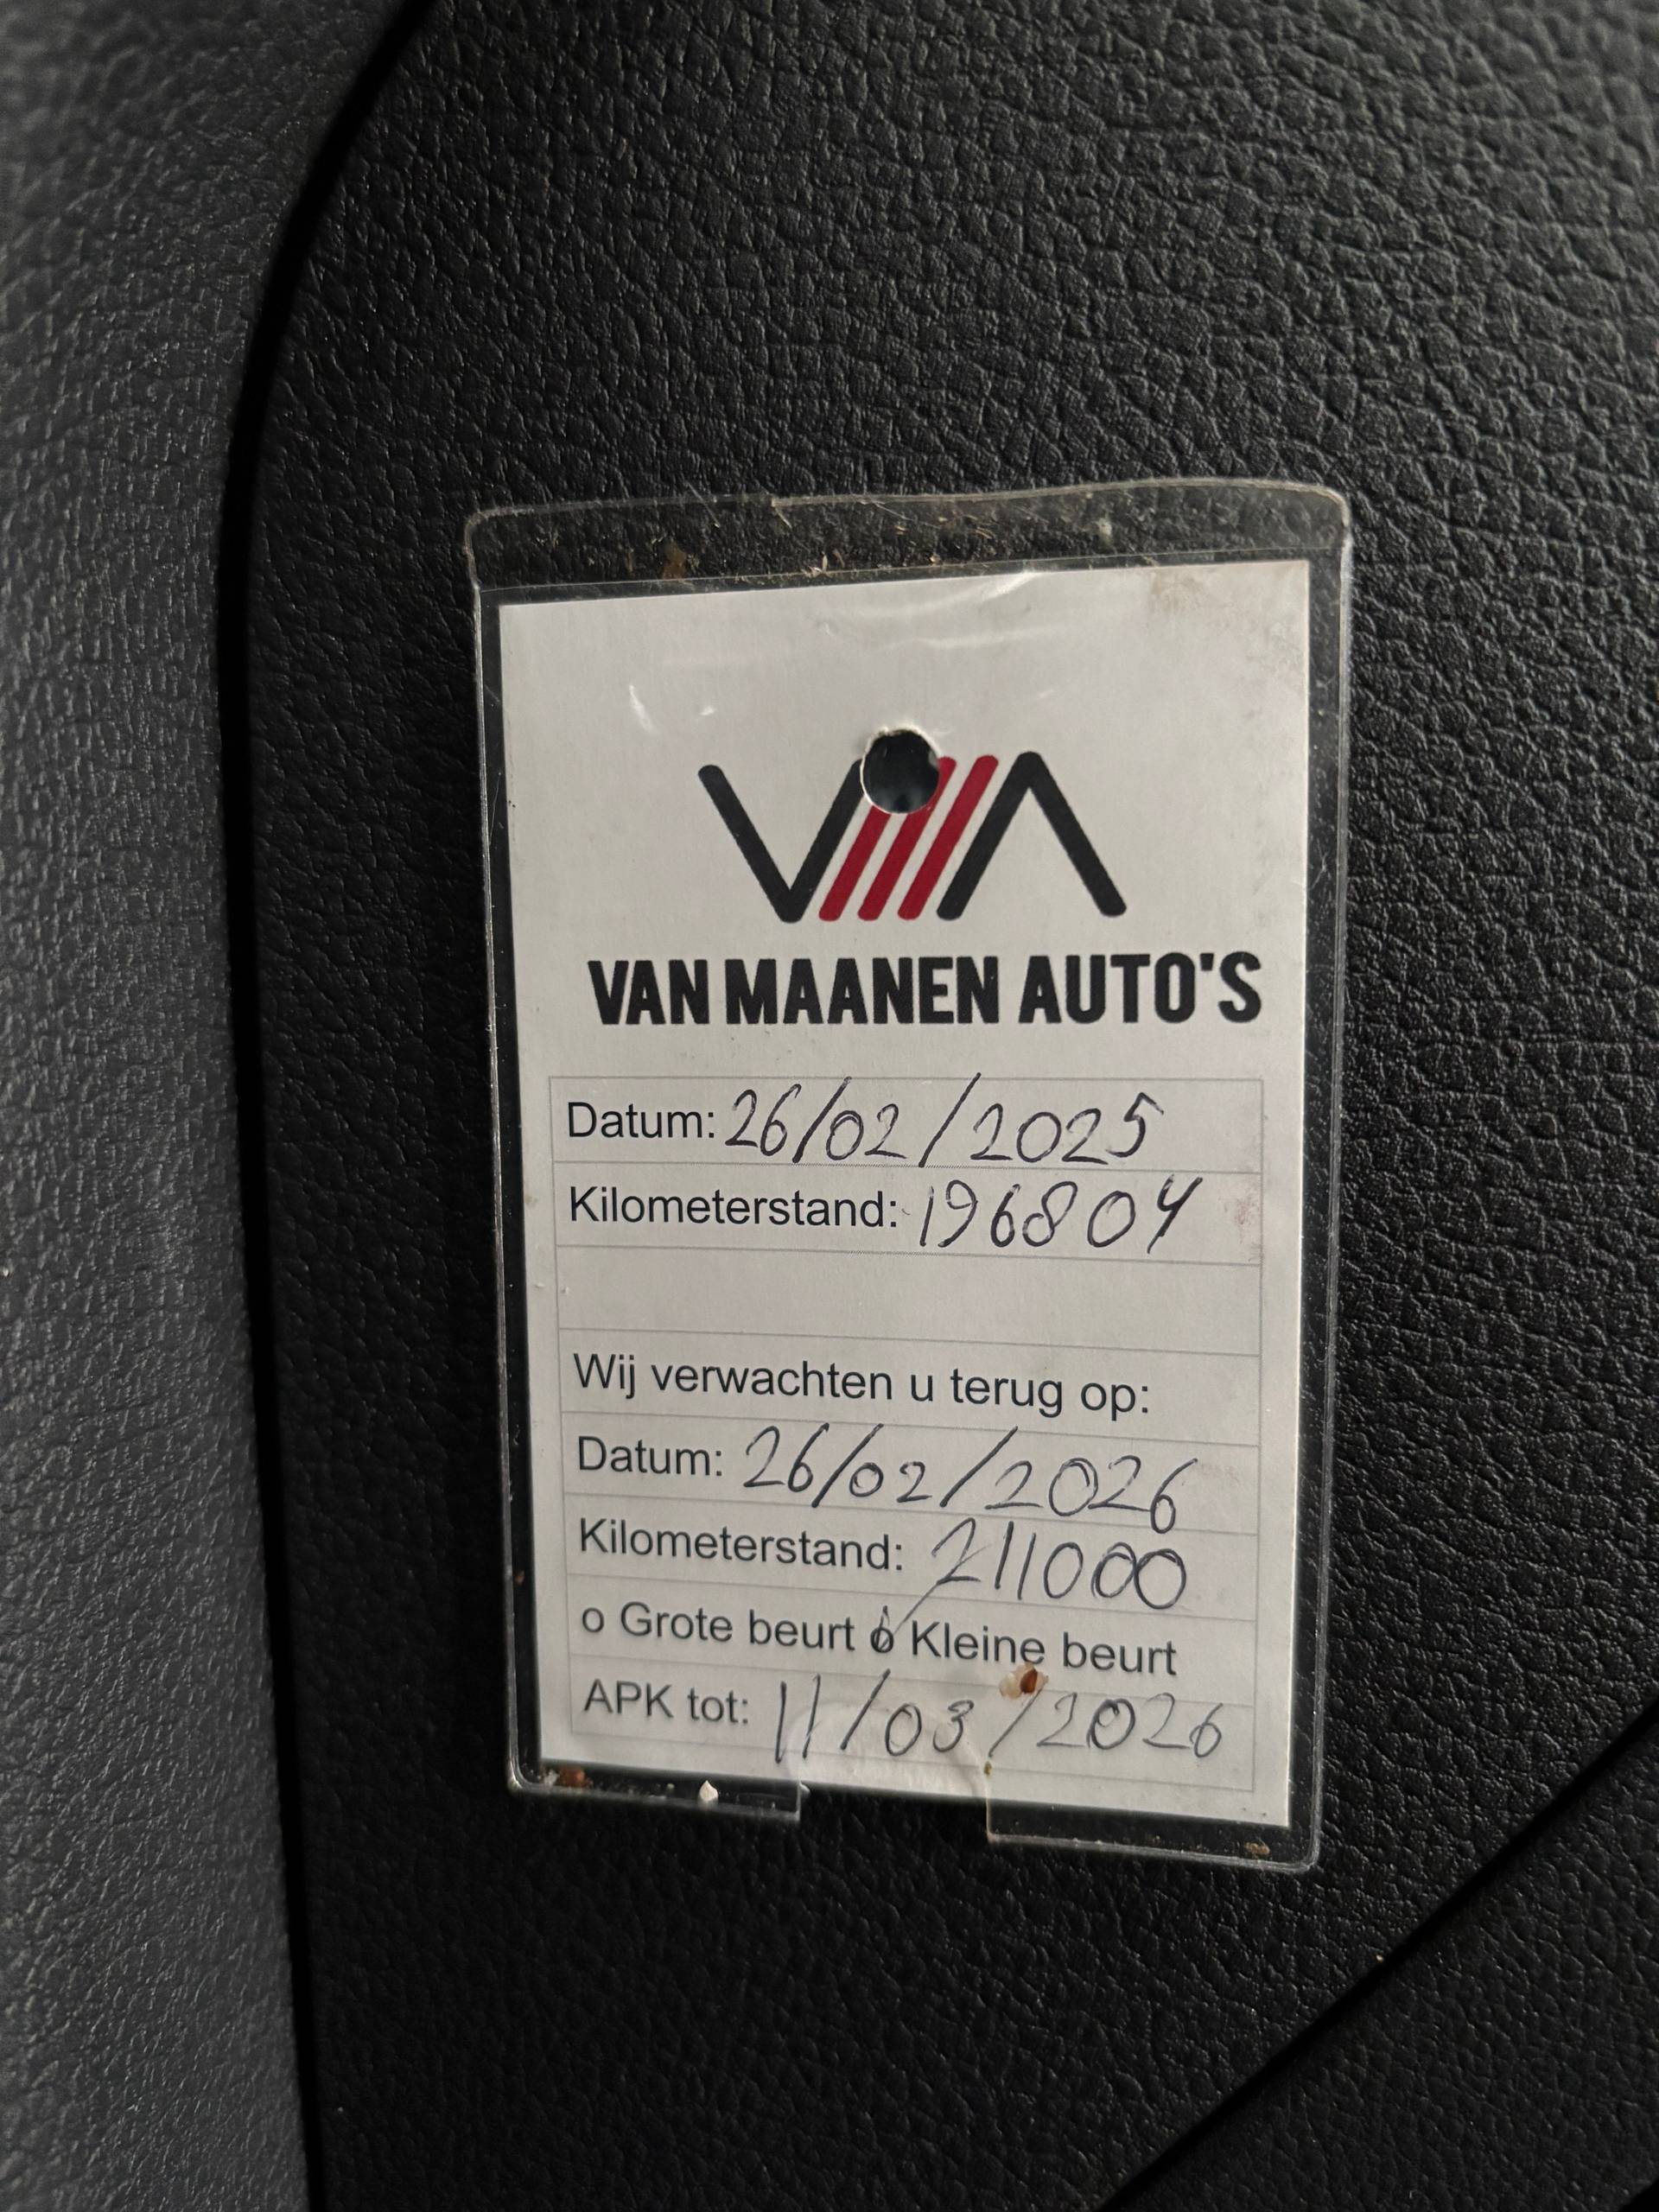 VAN MAANEN AUTO'S
Datum: 26/02/2025
Kilometerstand: 196804
Wij verwachten u terug op:
Datum: 26/02/2026
Kilometerstand: 211000
o Grote beurt o Kleine beurt
APK tot: 11/03/2026